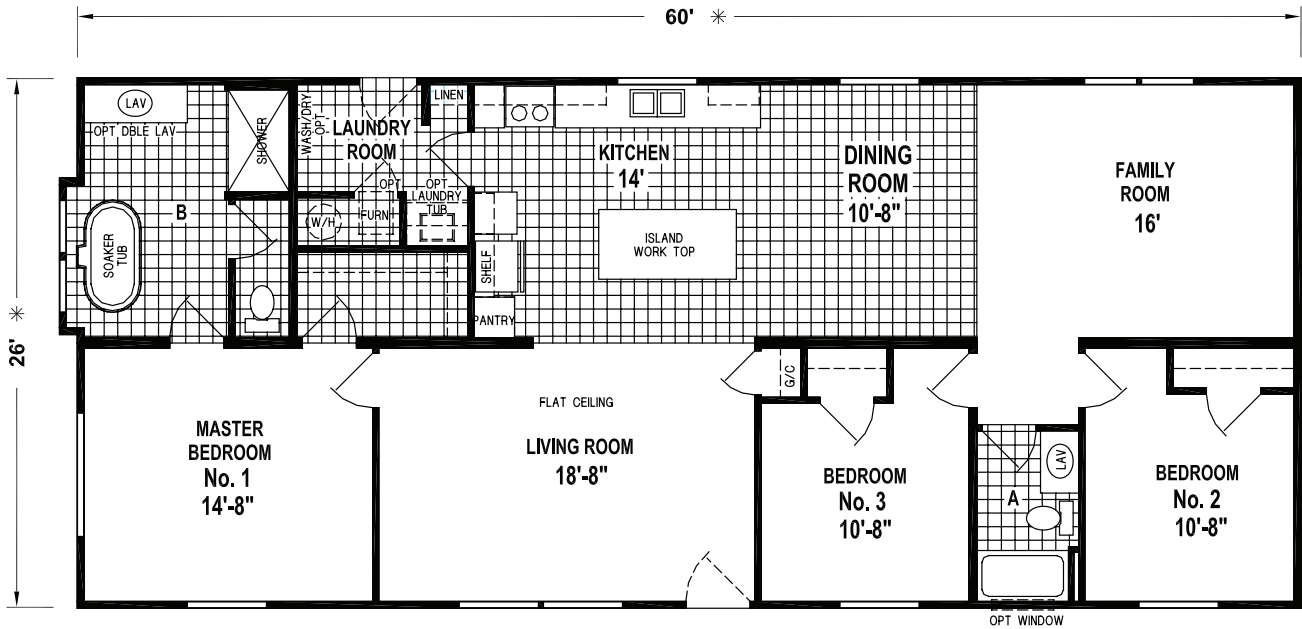 60' ✳
LAV
OPT DBLE LAV
SHOWER
WASH/DRY
OPT
LAUNDRY
ROOM
LINEN
KITCHEN
14'
DINING
ROOM
10'-8"
FAMILY
ROOM
16'
B
SOAKER
TUB
W/H
OPT
FURN
OPT
LAUNDRY
TUB
SHELF
PANTRY
ISLAND
WORK TOP
26' ✳
MASTER
BEDROOM
No. 1
14'-8"
FLAT CEILING
LIVING ROOM
18'-8"
G/C
BEDROOM
No. 3
10'-8"
LAV
A
BEDROOM
No. 2
10'-8"
OPT WINDOW